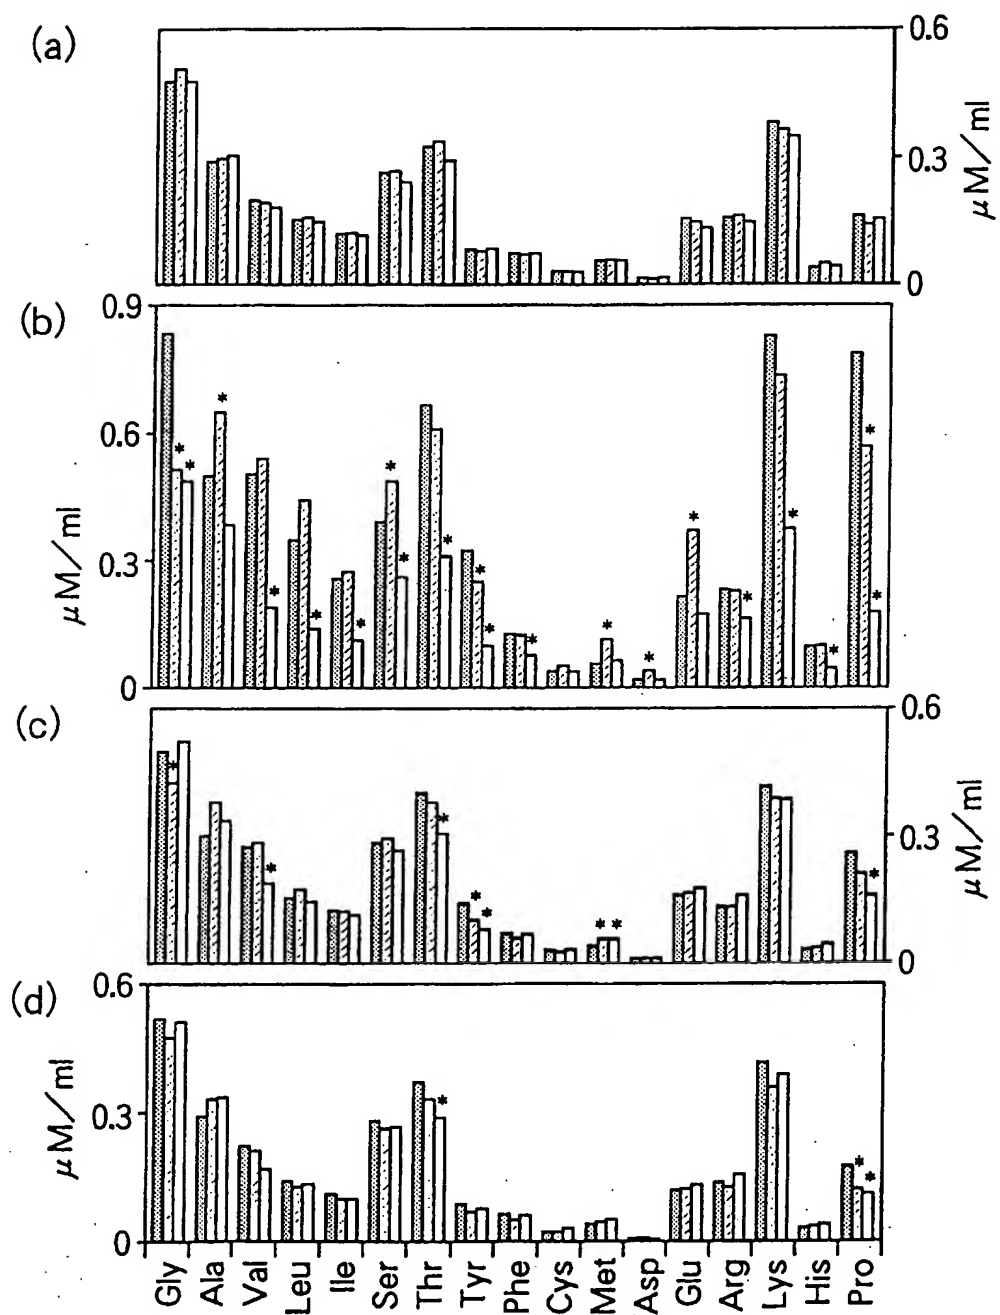 (a)
0.6
0.3
0
μM/ml
(b)
0.9
0.6
0.3
0
μM/ml
* * * * * * * * * * * * * * * * * * * * *
(c)
0.6
0.3
0
μM/ml
* * * * * * * *
(d)
0.6
0.3
0
μM/ml
* * *
Gly Ala Val Leu Ile Ser Thr Tyr Phe Cys Met Asp Glu Arg Lys His Pro